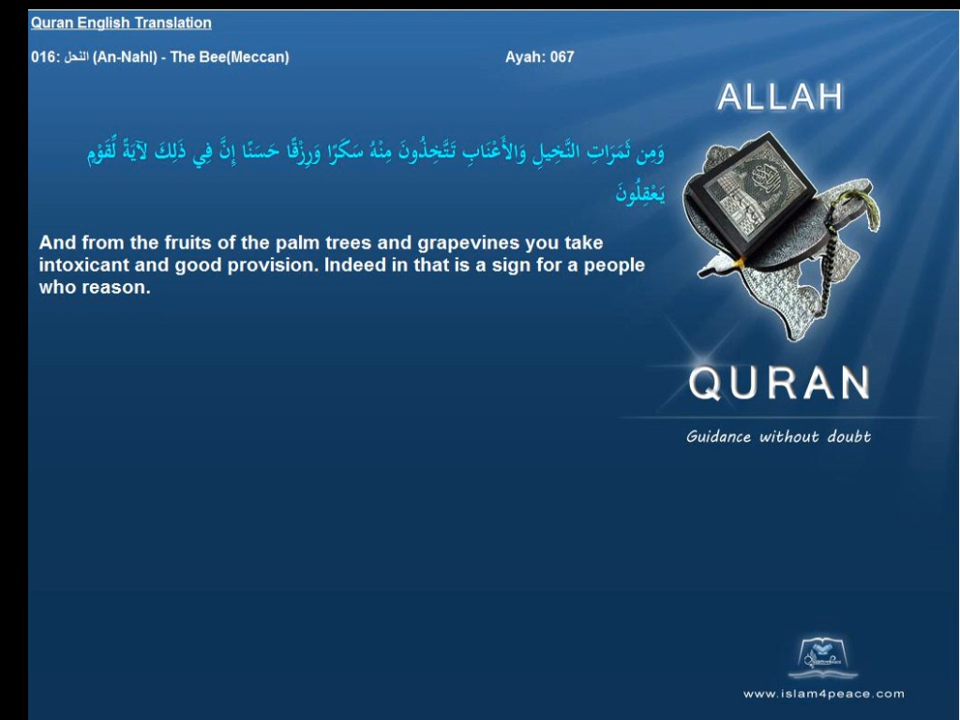 Quran English Translation
016: النحل (An-Nahl) - The Bee(Meccan) Ayah: 067
ALLAH
وَمِن ثَمَرَاتِ النَّخِيلِ وَالأَعْنَابِ تَتَّخِذُونَ مِنْهُ سَكَرًا وَرِزْقًا حَسَنًا إِنَّ فِي ذَلِكَ لآيَةً لِّقَوْمٍ
يَعْقِلُونَ
And from the fruits of the palm trees and grapevines you take
intoxicant and good provision. Indeed in that is a sign for a people
who reason.
QURAN
Guidance without doubt
www.islam4peace.com